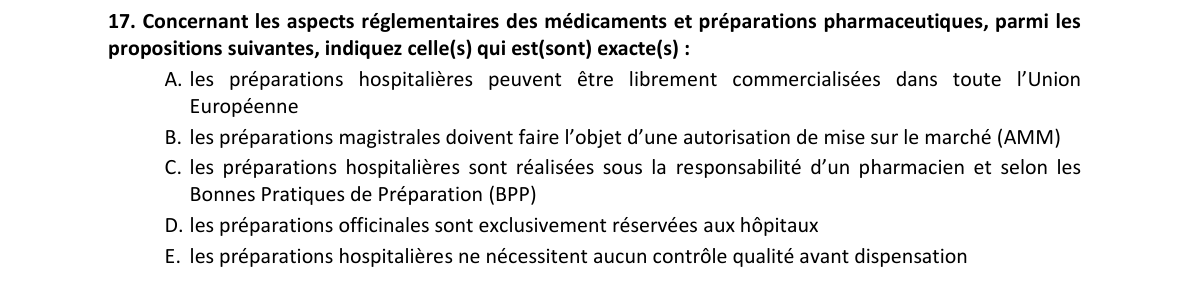 17. Concernant les aspects réglementaires des médicaments et préparations pharmaceutiques, parmi les
propositions suivantes, indiquez celle(s) qui est(sont) exacte(s) :
A. les préparations hospitalières peuvent être librement commercialisées dans toute l’Union
Européenne
B. les préparations magistrales doivent faire l’objet d’une autorisation de mise sur le marché (AMM)
C. les préparations hospitalières sont réalisées sous la responsabilité d’un pharmacien et selon les
Bonnes Pratiques de Préparation (BPP)
D. les préparations officinales sont exclusivement réservées aux hôpitaux
E. les préparations hospitalières ne nécessitent aucun contrôle qualité avant dispensation